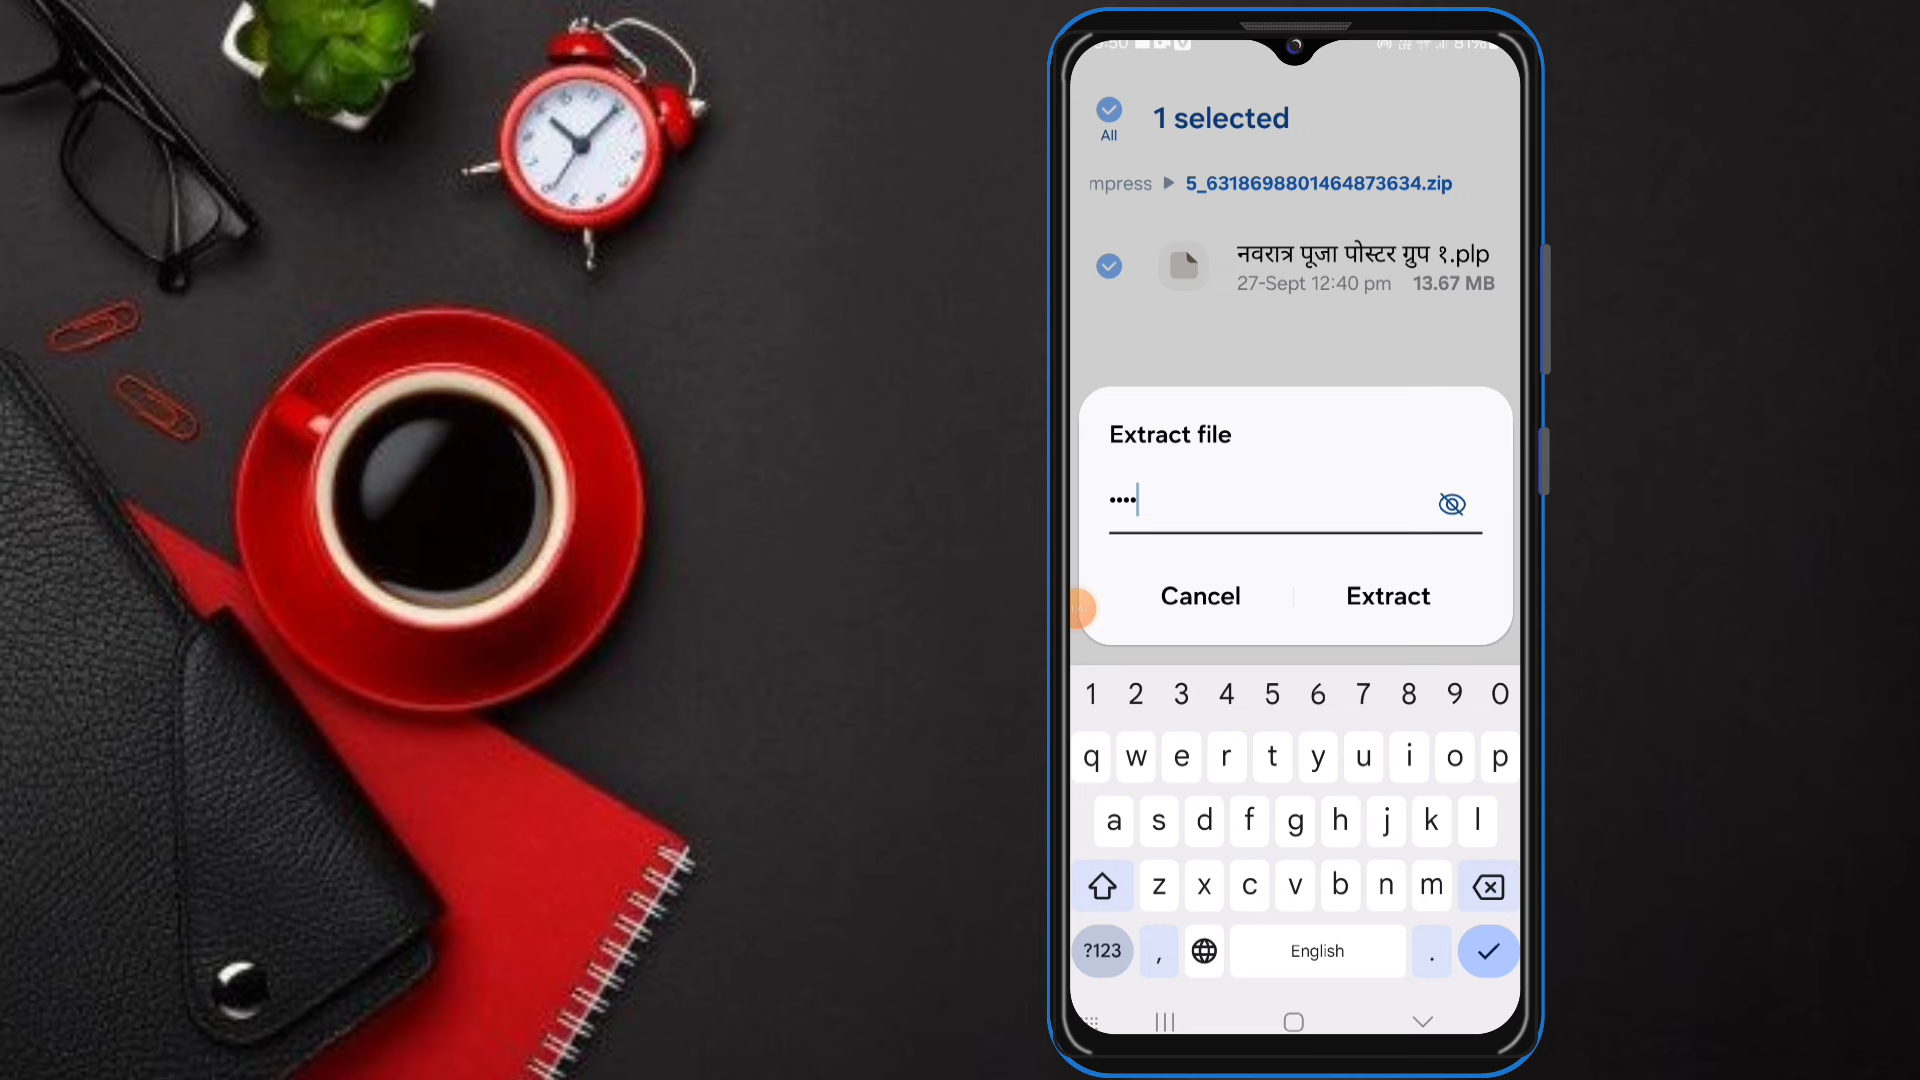 81%
All
1 selected
mpress ▶ 5_6318698801464873634.zip
नवरात्र पूजा पोस्टर ग्रुप १.plp
27-Sept 12:40 pm 13.67 MB
Extract file
••••
Cancel Extract
1 2 3 4 5 6 7 8 9 0
q w e r t y u i o p
a s d f g h j k l
z x c v b n m
?123 , English .